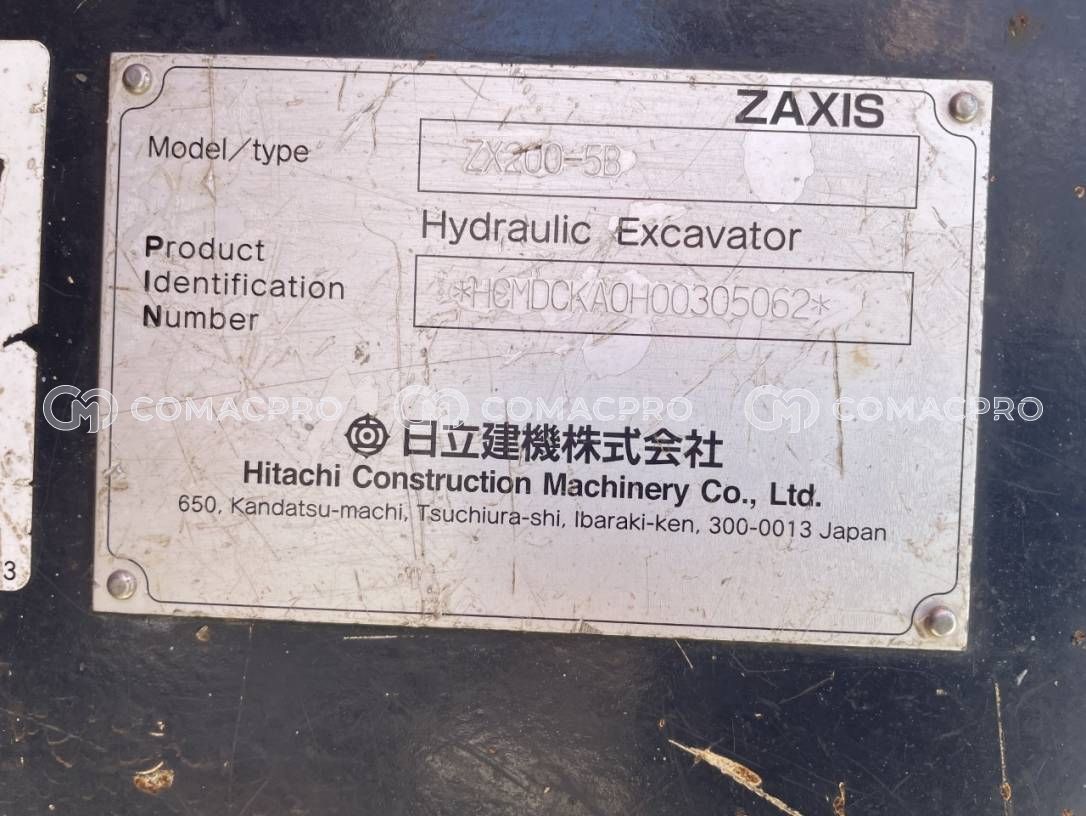 ZAXIS
Model/type
ZX200-5B
Hydraulic Excavator
Product
Identification
Number
*HCMDCKA0H00305062*
COMACPRO COMACPRO COMACPRO
日立建機株式会社
Hitachi Construction Machinery Co., Ltd.
650, Kandatsu-machi, Tsuchiura-shi, Ibaraki-ken, 300-0013 Japan
3